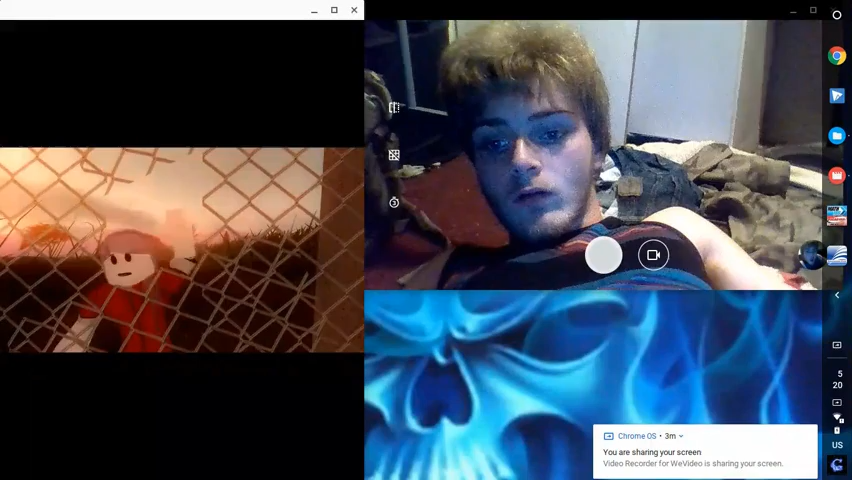 3
Chrome OS • 3m
You are sharing your screen
Video Recorder for WeVideo is sharing your screen.
5
20
US